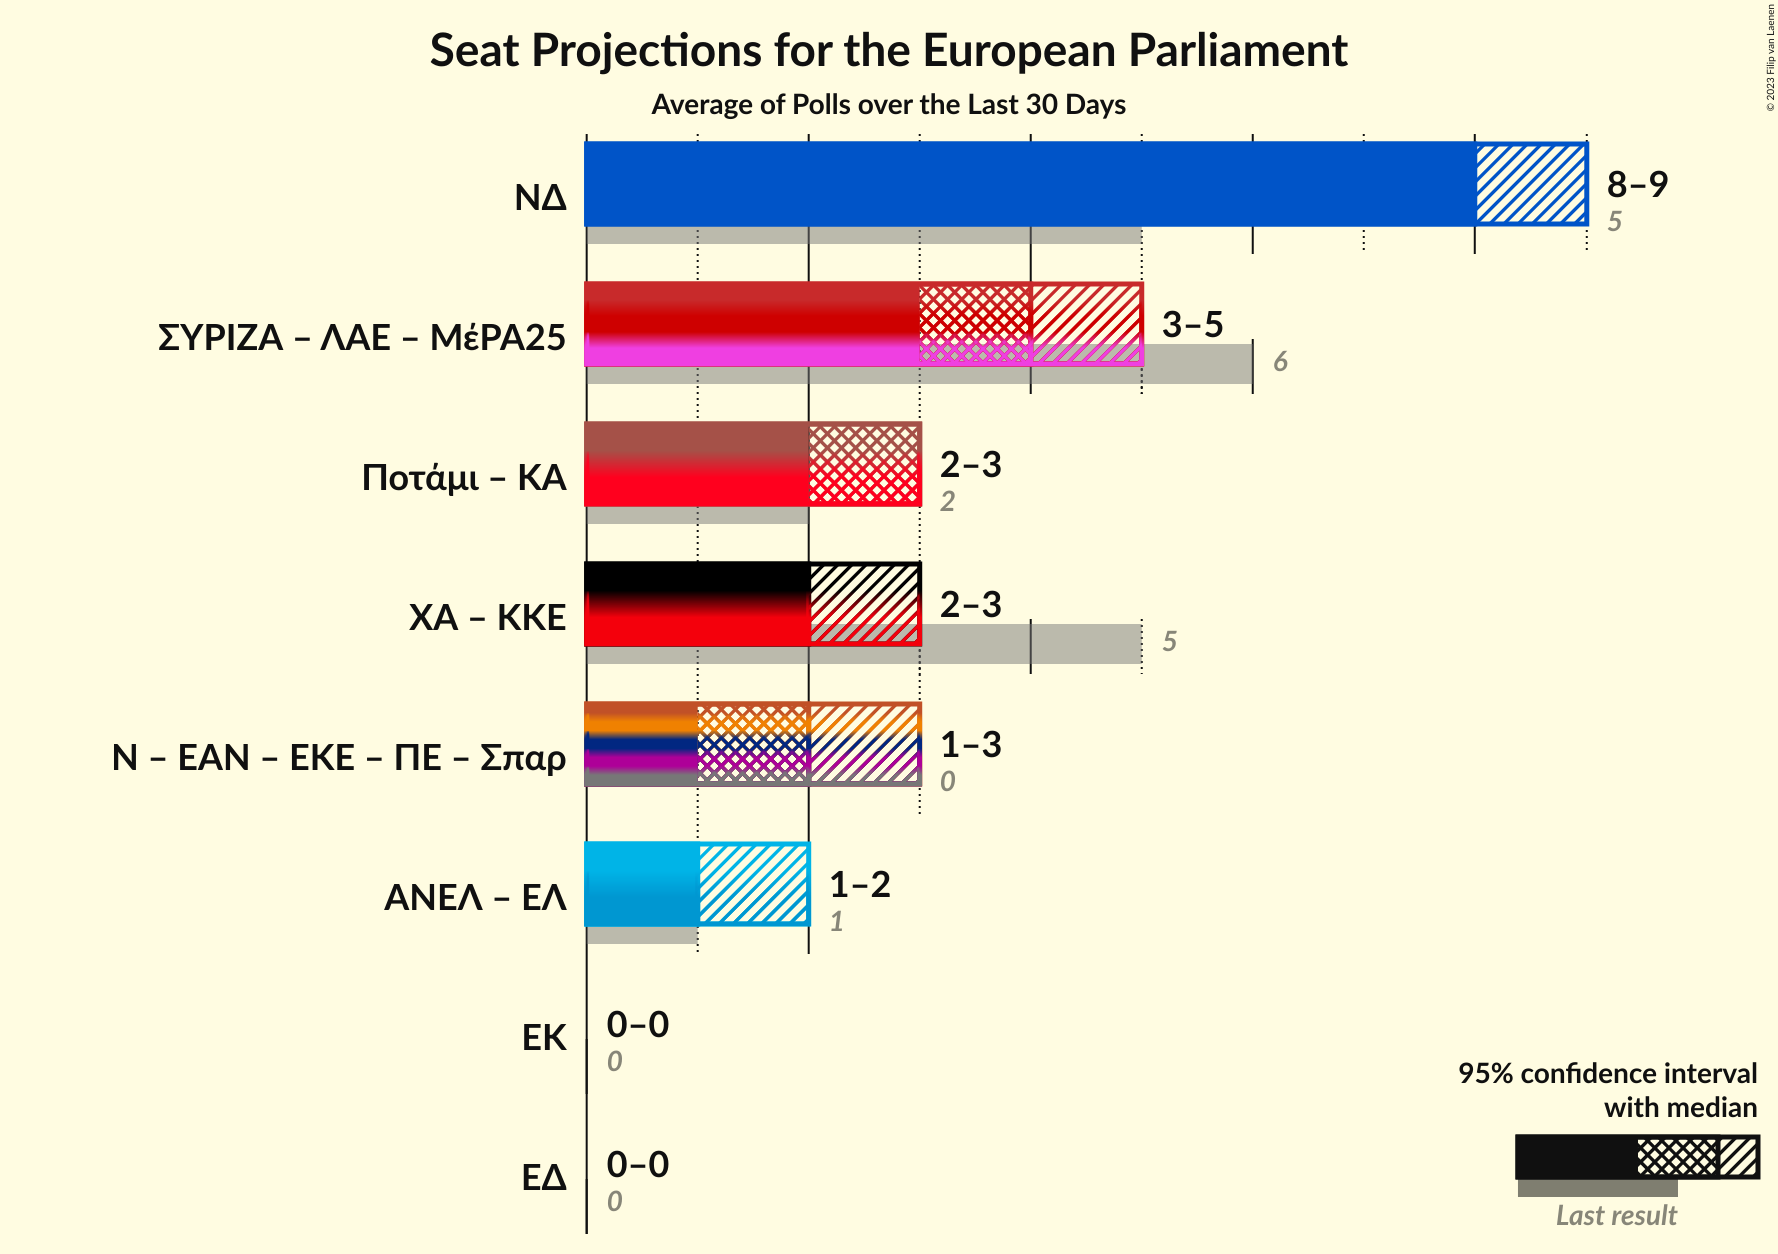 Seat Projections for the European Parliament
Average of Polls over the Last 30 Days
© 2023 Filip van Laenen
ΝΔ
8–9
5
ΣΥΡΙΖΑ – ΛΑΕ – ΜέΡΑ25
3–5
6
Ποτάμι – ΚΑ
2–3
2
ΧΑ – ΚΚΕ
2–3
5
Ν – ΕΑΝ – ΕΚΕ – ΠΕ – Σπαρ
1–3
0
ΑΝΕΛ – ΕΛ
1–2
1
ΕΚ
0–0
0
ΕΔ
0–0
0
95% confidence interval
with median
Last result